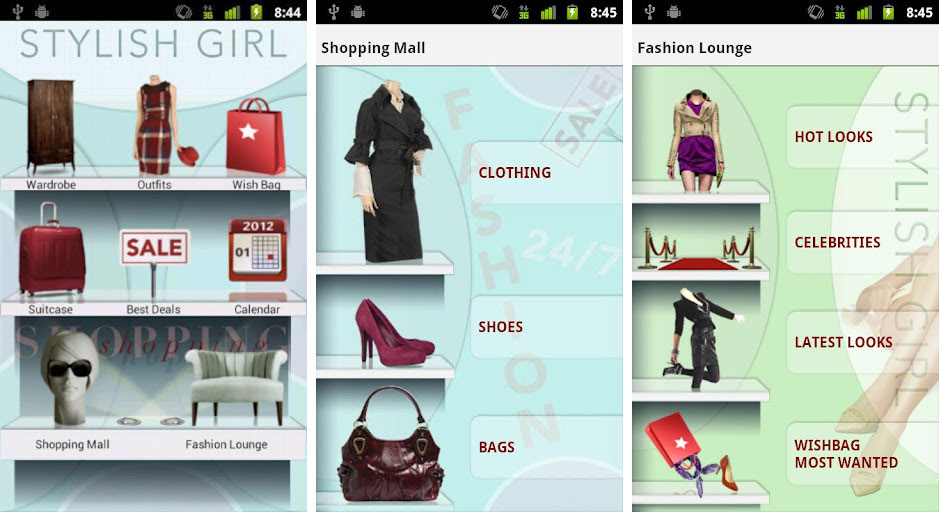 3G
8:44
STYLISH GIRL
Wardrobe
Outfits
Wish Bag
SALE
2012
01
Suitcase
Best Deals
Calendar
SHOPPING
shopping
Shopping Mall
Fashion Lounge
3G
8:45
Shopping Mall
FASHION
SALE
CLOTHING
24/7
SHOES
BAGS
3G
8:45
Fashion Lounge
STYLISH GIRL
HOT LOOKS
CELEBRITIES
LATEST LOOKS
WISHBAG
MOST WANTED